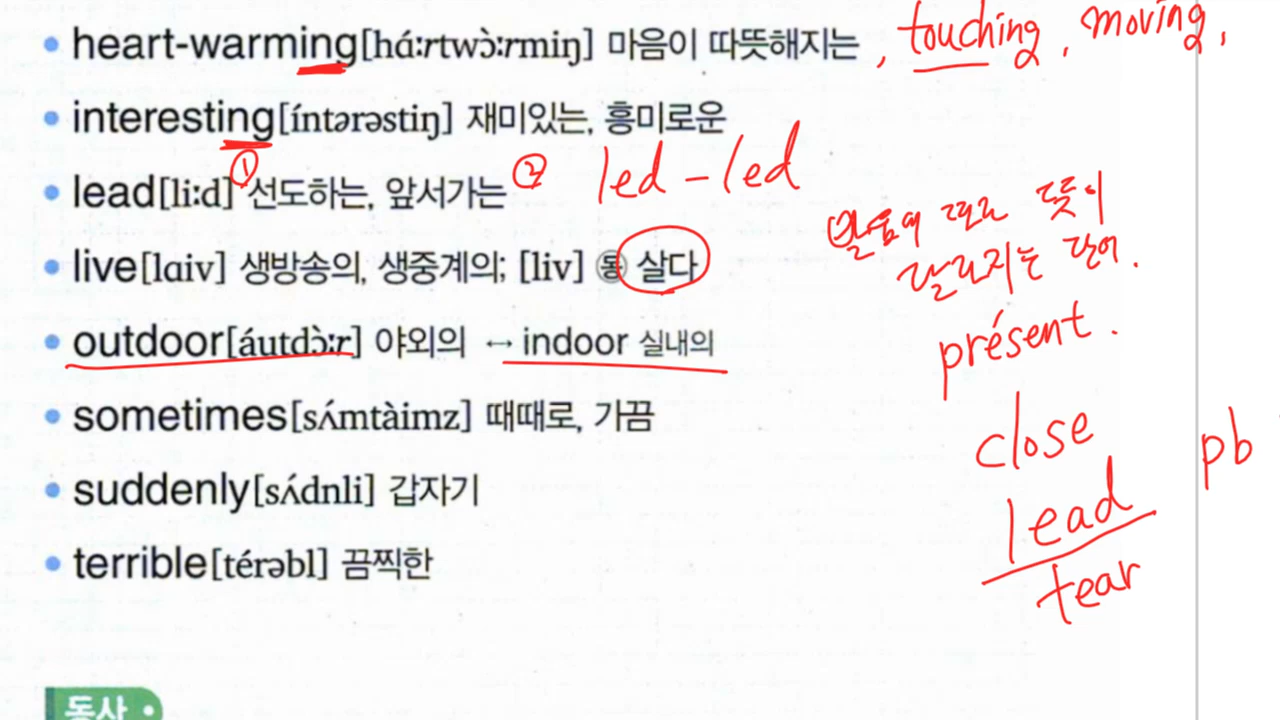 heart-warming[hάːrtwɔ̀ːrmiŋ] 마음이 따뜻해지는 , touching , moving,
interesting[íntərəstiŋ] 재미있는, 흥미로운
lead[liːd] ① 선도하는, 앞서가는 ② led - led
발음에 따라 뜻이
live[laiv] 생방송의, 생중계의; [liv] 동 살다
달라지는 단어.
outdoor[áutdɔ̀ːr] 야외의 ↔ indoor 실내의
présent.
sometimes[sʌ́mtàimz] 때때로, 가끔
close
pb
suddenly[sʌ́dnli] 갑자기
lead
terrible[térəbl] 끔찍한
tear
동사